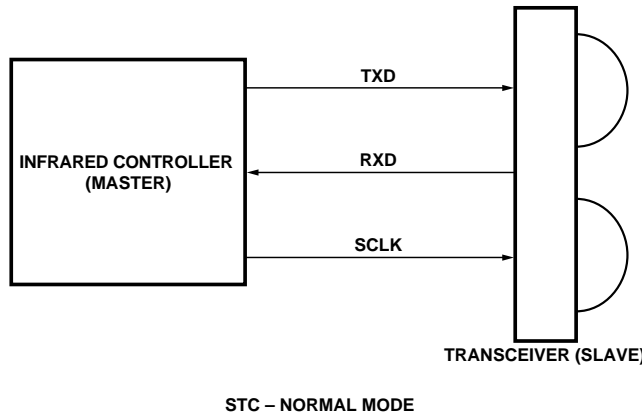 TXD
INFRARED CONTROLLER
(MASTER)
RXD
SCLK
TRANSCEIVER (SLAVE)
STC – NORMAL MODE